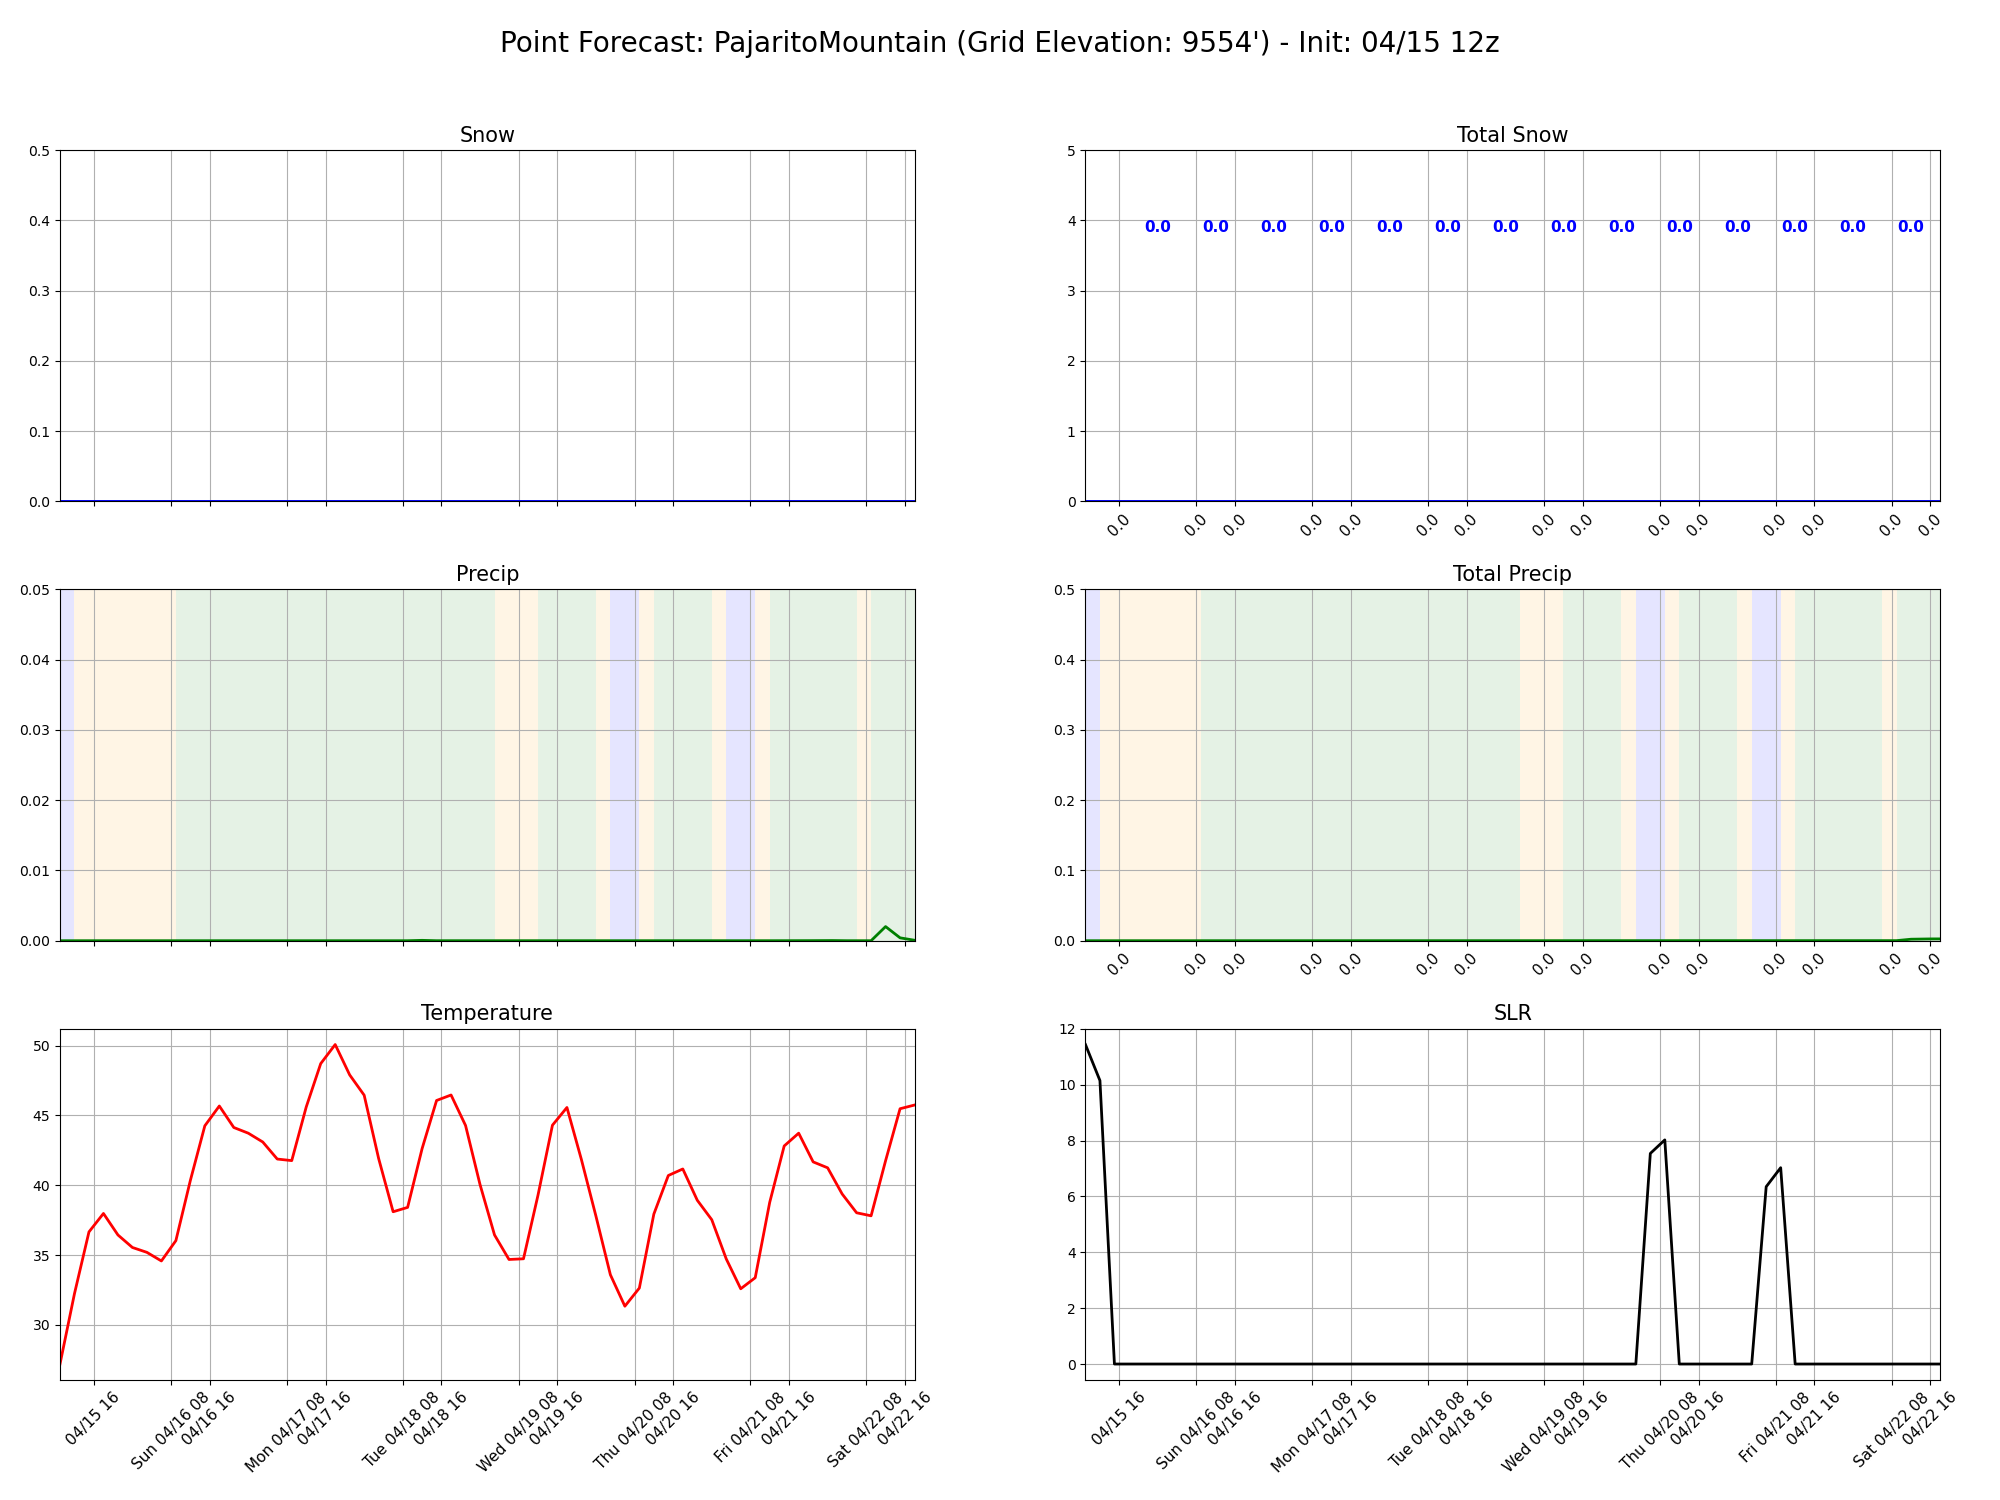 Point Forecast: PajaritoMountain (Grid Elevation: 9554') - Init: 04/15 12z
Snow
0.5
0.4
0.3
0.2
0.1
0.0
Total Snow
5
4
3
2
1
0
0.0 0.0 0.0 0.0 0.0 0.0 0.0 0.0 0.0 0.0 0.0 0.0 0.0 0.0
0.0 0.0 0.0 0.0 0.0 0.0 0.0 0.0 0.0 0.0 0.0 0.0 0.0 0.0 0.0
Precip
0.05
0.04
0.03
0.02
0.01
0.00
Total Precip
0.5
0.4
0.3
0.2
0.1
0.0
0.0 0.0 0.0 0.0 0.0 0.0 0.0 0.0 0.0 0.0 0.0 0.0 0.0 0.0 0.0
Temperature
50
45
40
35
30
04/15 16
Sun 04/16 08
04/16 16
Mon 04/17 08
04/17 16
Tue 04/18 08
04/18 16
Wed 04/19 08
04/19 16
Thu 04/20 08
04/20 16
Fri 04/21 08
04/21 16
Sat 04/22 08
04/22 16
SLR
12
10
8
6
4
2
0
04/15 16
Sun 04/16 08
04/16 16
Mon 04/17 08
04/17 16
Tue 04/18 08
04/18 16
Wed 04/19 08
04/19 16
Thu 04/20 08
04/20 16
Fri 04/21 08
04/21 16
Sat 04/22 08
04/22 16